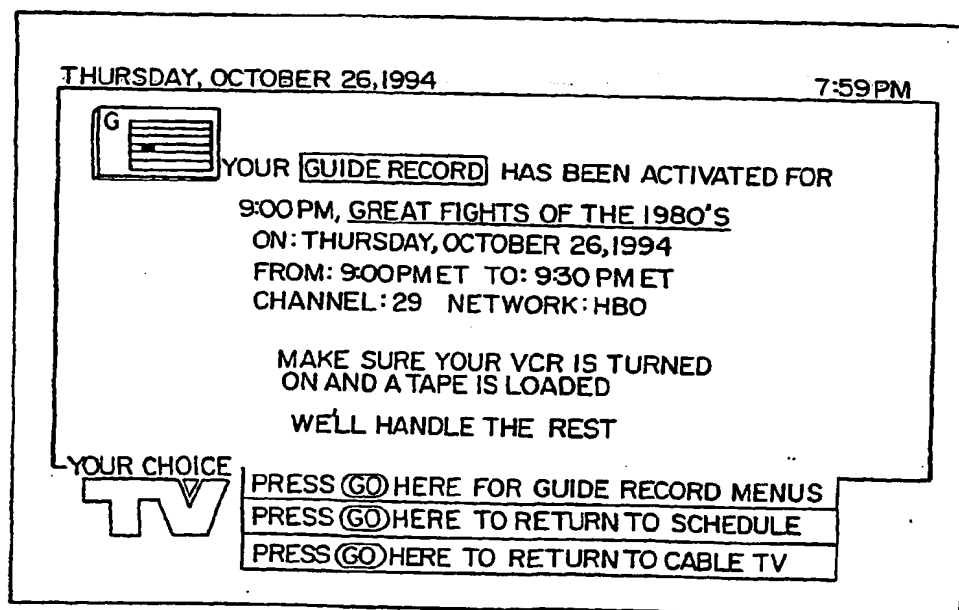 THURSDAY, OCTOBER 26,1994 7:59 PM
G
YOUR GUIDE RECORD HAS BEEN ACTIVATED FOR
9:00 PM, GREAT FIGHTS OF THE 1980'S
ON: THURSDAY, OCTOBER 26,1994
FROM: 9:00 PM ET TO: 9:30 PM ET
CHANNEL: 29 NETWORK: HBO
MAKE SURE YOUR VCR IS TURNED
ON AND A TAPE IS LOADED
WE'LL HANDLE THE REST
YOUR CHOICE
TV
PRESS GO HERE FOR GUIDE RECORD MENUS
PRESS GO HERE TO RETURN TO SCHEDULE
PRESS GO HERE TO RETURN TO CABLE TV